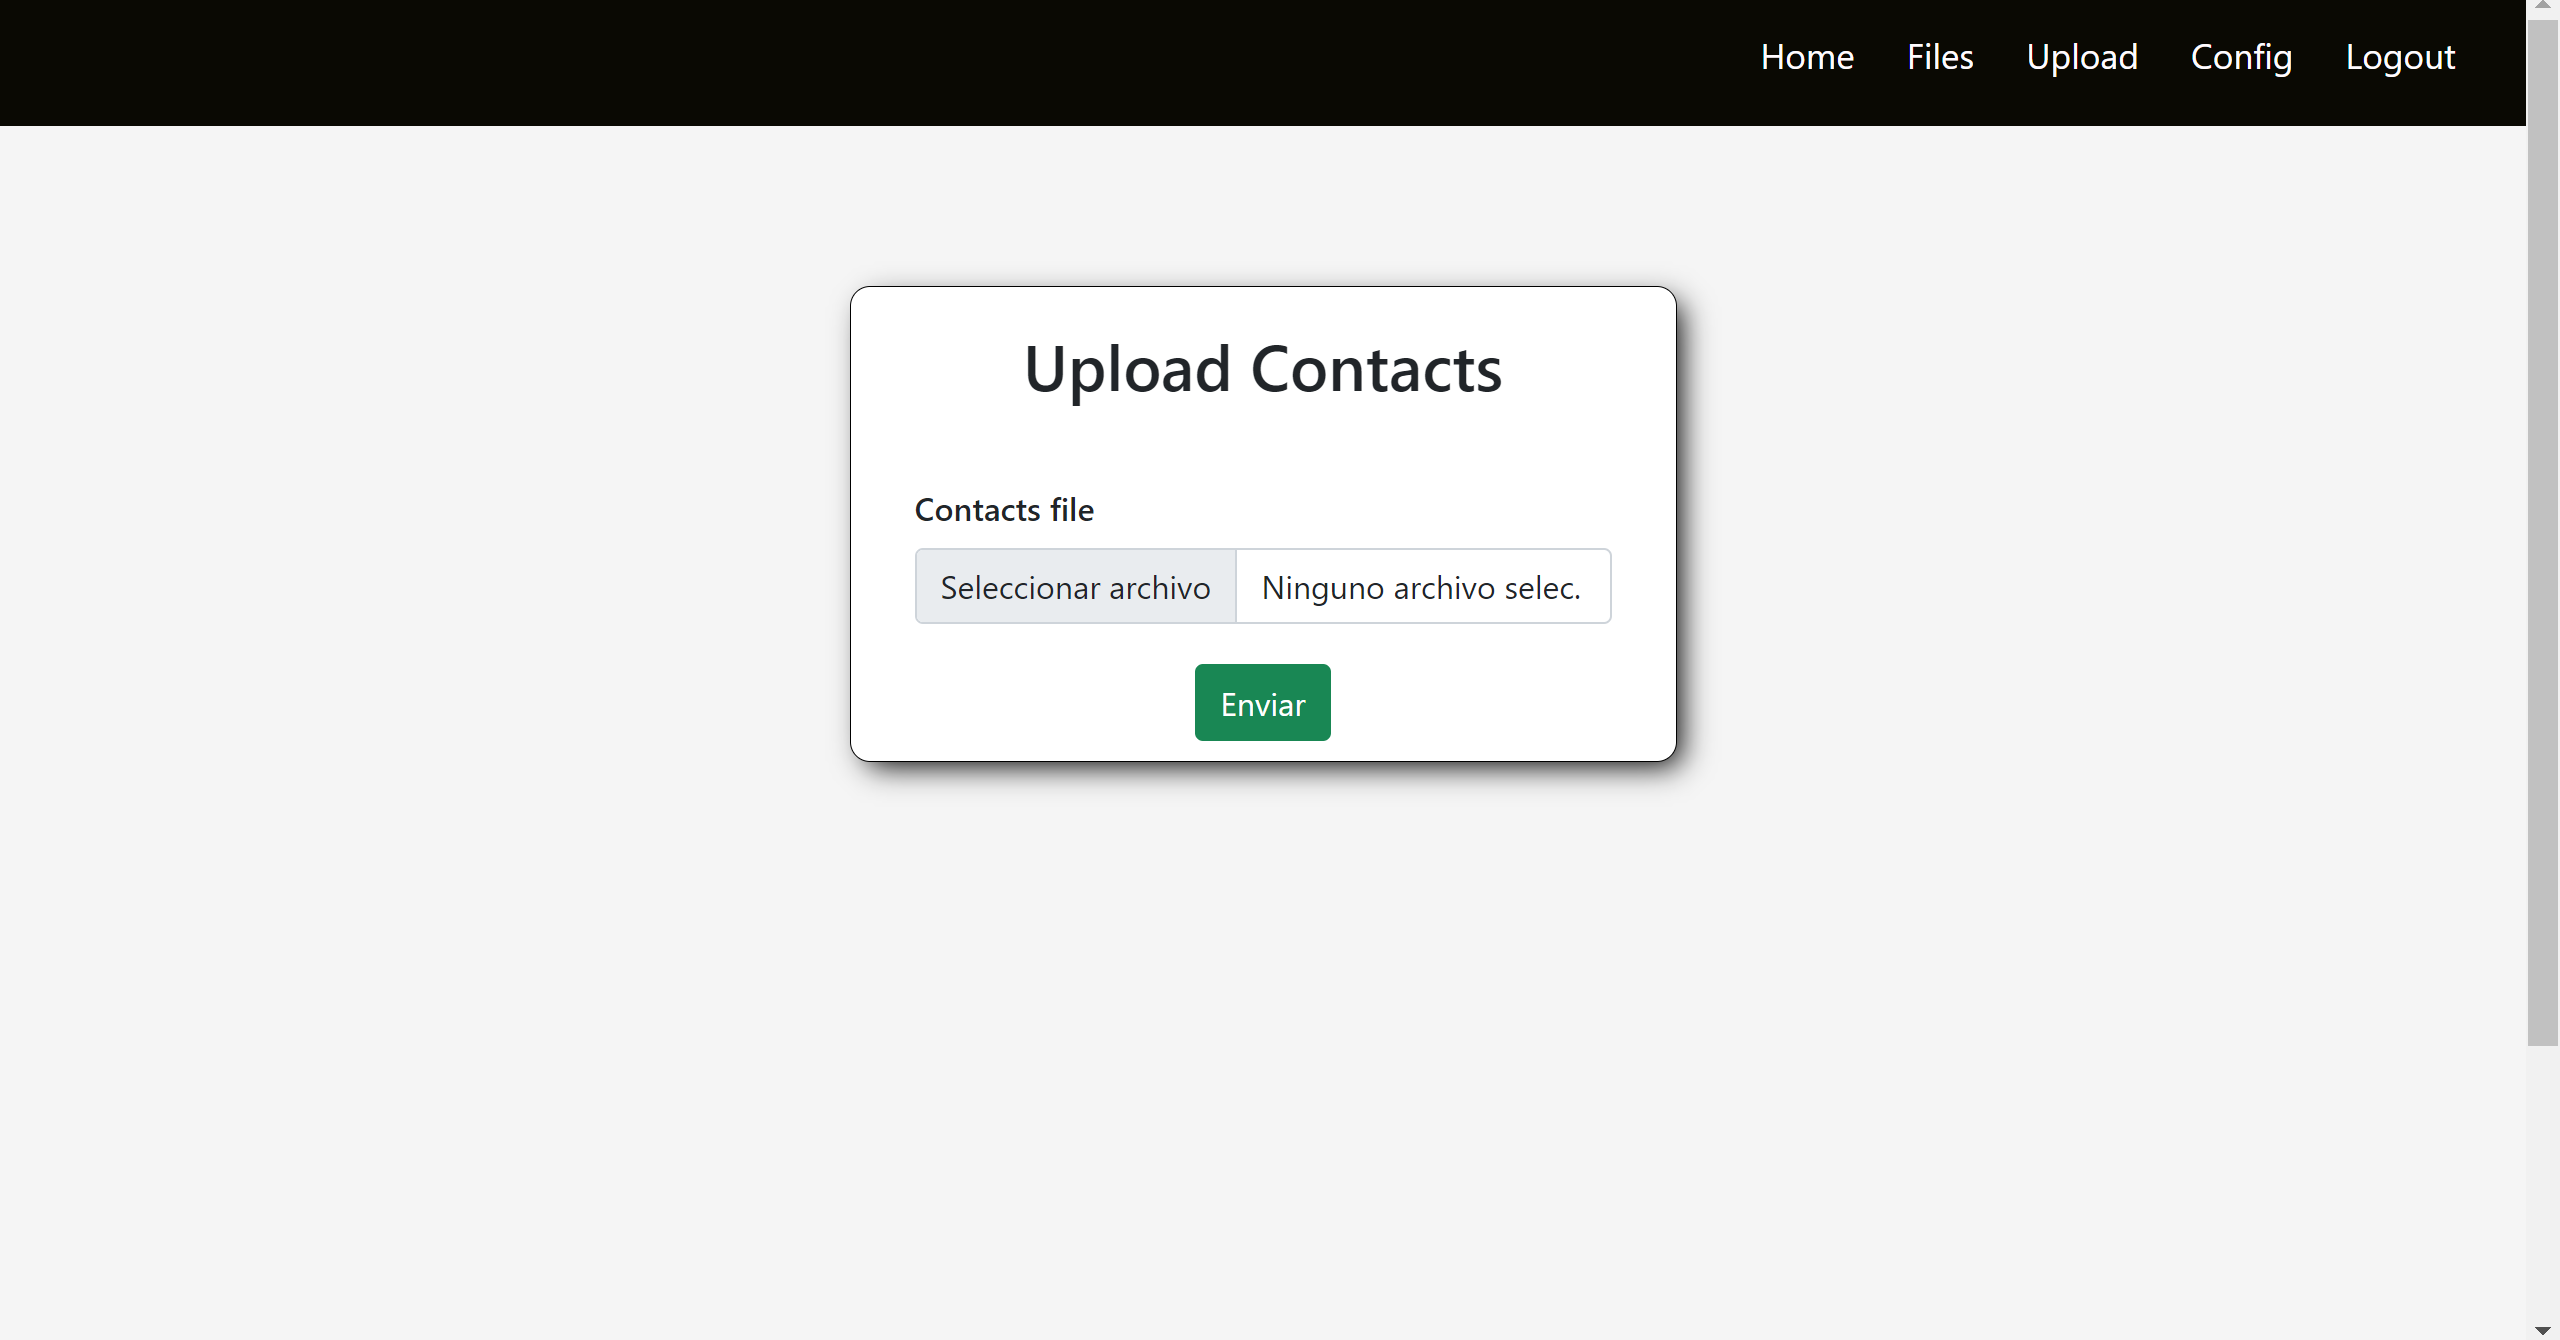 Home Files Upload Config Logout
Upload Contacts
Contacts file
Seleccionar archivo Ninguno archivo selec.
Enviar